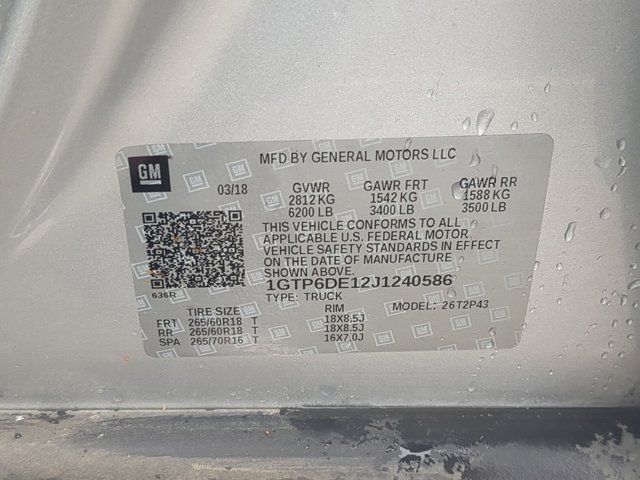 GM
MFD BY GENERAL MOTORS LLC
03/18 GVWR GAWR FRT GAWR RR
2812 KG 1542 KG 1588 KG
6200 LB 3400 LB 3500 LB
THIS VEHICLE CONFORMS TO ALL
APPLICABLE U.S. FEDERAL MOTOR
VEHICLE SAFETY STANDARDS IN EFFECT
ON THE DATE OF MANUFACTURE
SHOWN ABOVE.
636R
1GTP6DE12J1240586
TYPE: TRUCK MODEL: 26T2P43
TIRE SIZE RIM
FRT 265/60R18 T 18X8.5J
RR 265/60R18 T 18X8.5J
SPA 265/70R16 T 16X7.0J